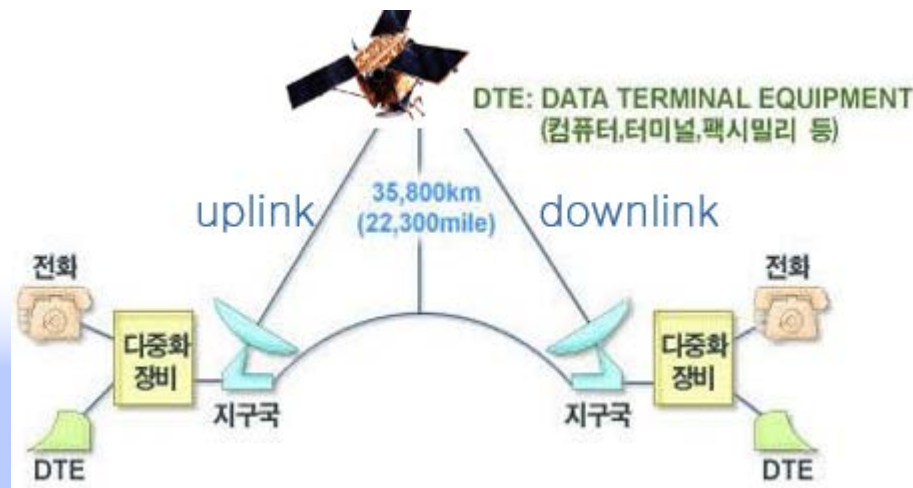 DTE: DATA TERMINAL EQUIPMENT
(컴퓨터,터미널,팩시밀리 등)
uplink
35,800km
(22,300mile)
downlink
전화
전화
다중화
장비
다중화
장비
지구국
지구국
DTE
DTE